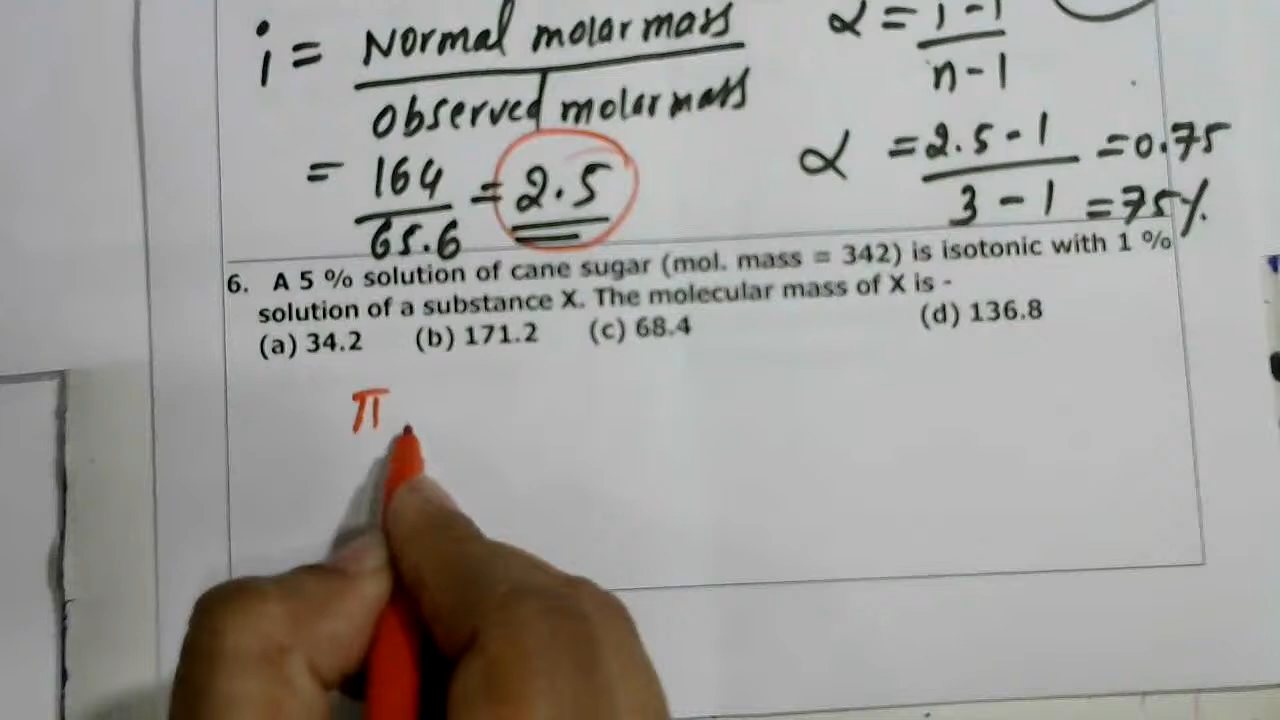 i = Normal molar mass / observed molar mass
= 164 / 65.6 = 2.5
α = i - 1 / n - 1
α = 2.5 - 1 / 3 - 1 = 0.75
= 75%
6. A 5 % solution of cane sugar (mol. mass = 342) is isotonic with 1 %
solution of a substance X. The molecular mass of X is -
(a) 34.2 (b) 171.2 (c) 68.4 (d) 136.8
π